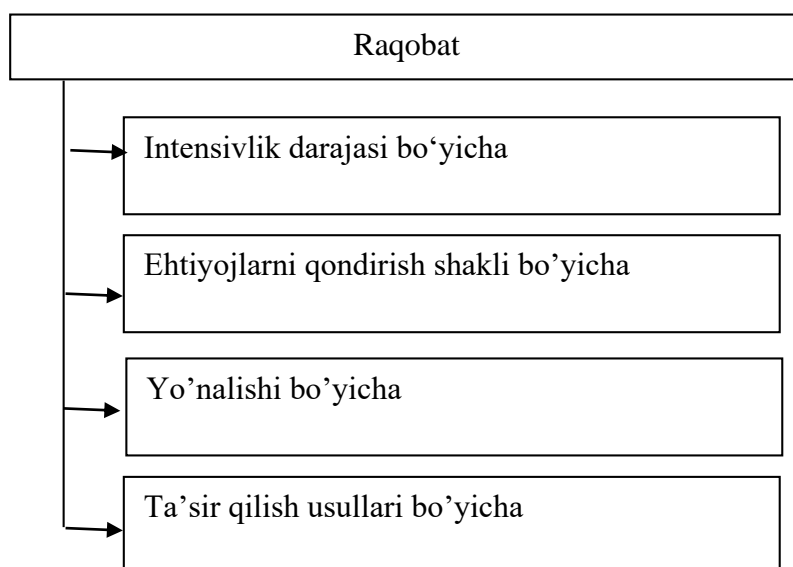 Raqobat
Intensivlik darajasi bo‘yicha
Ehtiyojlarni qondirish shakli bo’yicha
Yo’nalishi bo’yicha
Ta’sir qilish usullari bo’yicha